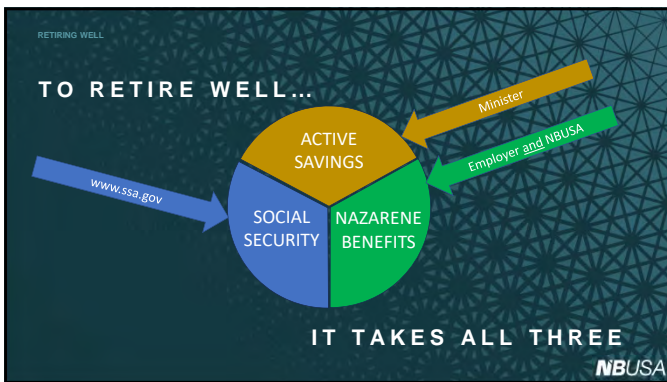 RETIRING WELL
TO RETIRE WELL…
Minister
ACTIVE
SAVINGS
Employer and NBUSA
www.ssa.gov
SOCIAL
SECURITY
NAZARENE
BENEFITS
IT TAKES ALL THREE
NBUSA